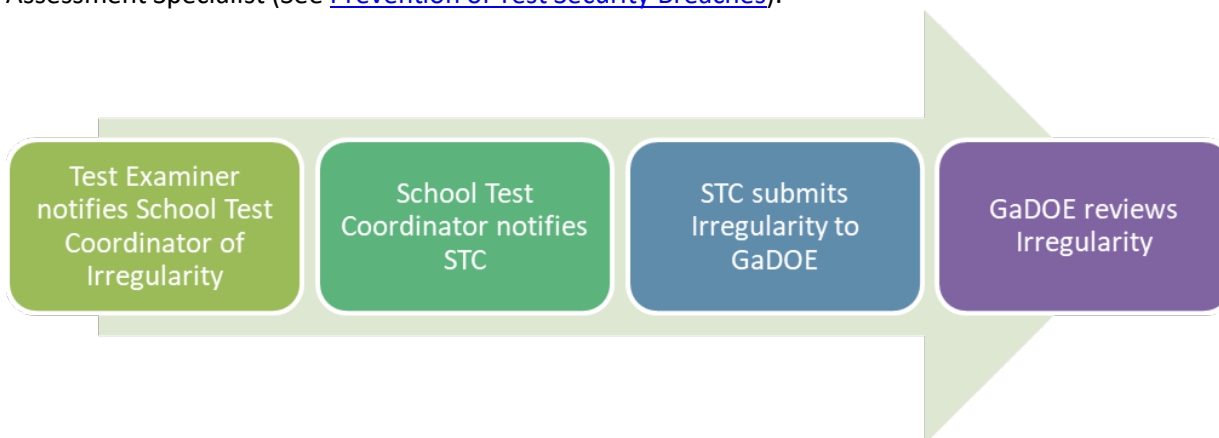 Assessment Specialist (See Prevention of Test Security Breaches).
Test Examiner
notifies School Test
Coordinator of
Irregularity
School Test
Coordinator notifies
STC
STC submits
Irregularity to
GaDOE
GaDOE reviews
Irregularity